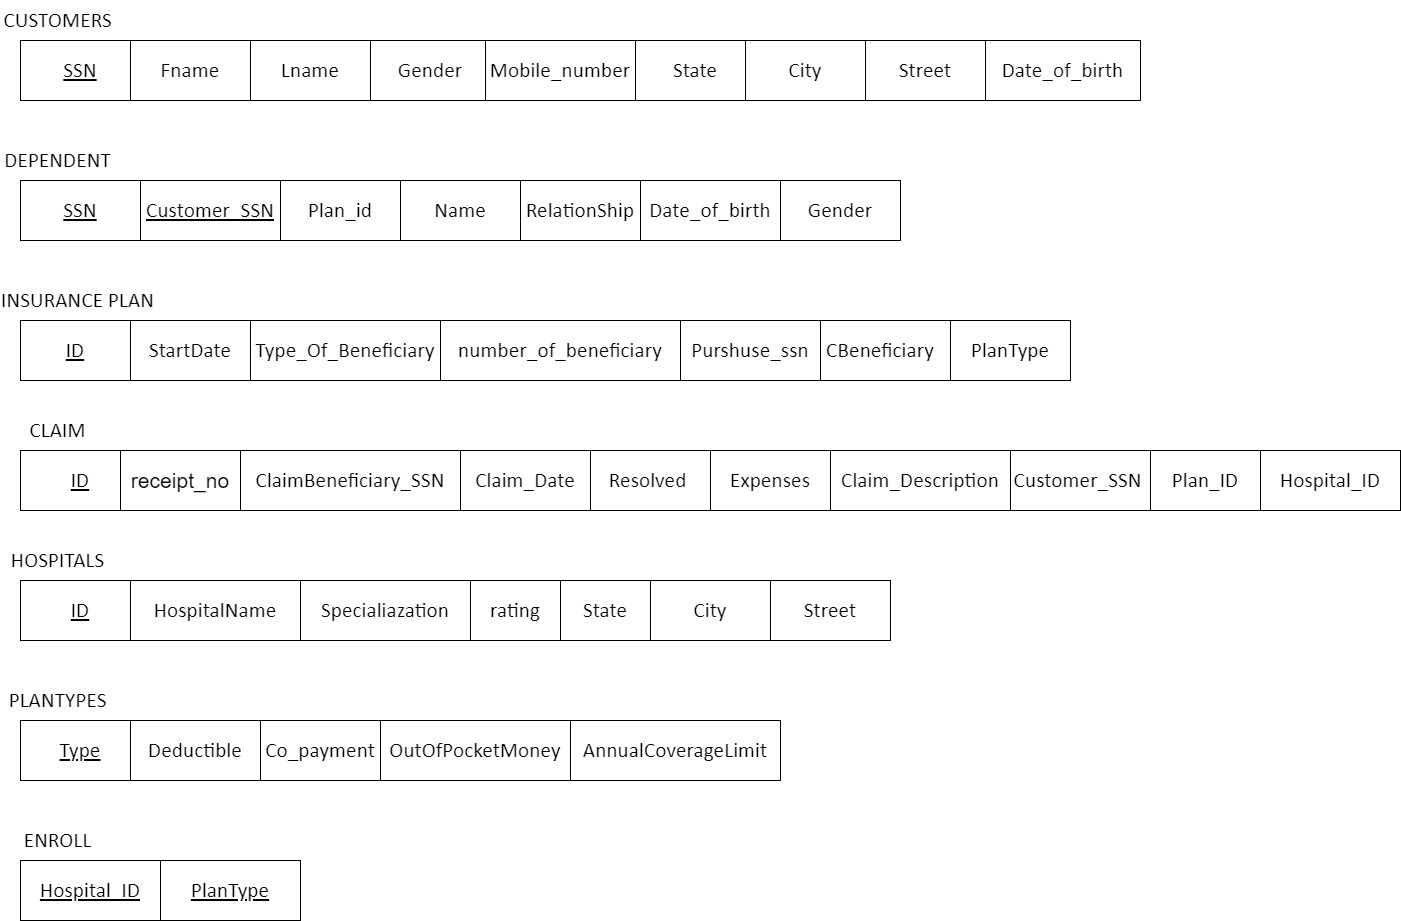 CUSTOMERS
SSN Fname Lname Gender Mobile_number State City Street Date_of_birth
DEPENDENT
SSN Customer_SSN Plan_id Name RelationShip Date_of_birth Gender
INSURANCE PLAN
ID StartDate Type_Of_Beneficiary number_of_beneficiary Purshuse_ssn CBeneficiary PlanType
CLAIM
ID receipt_no ClaimBeneficiary_SSN Claim_Date Resolved Expenses Claim_Description Customer_SSN Plan_ID Hospital_ID
HOSPITALS
ID HospitalName Specialiazation rating State City Street
PLANTYPES
Type Deductible Co_payment OutOfPocketMoney AnnualCoverageLimit
ENROLL
Hospital_ID PlanType